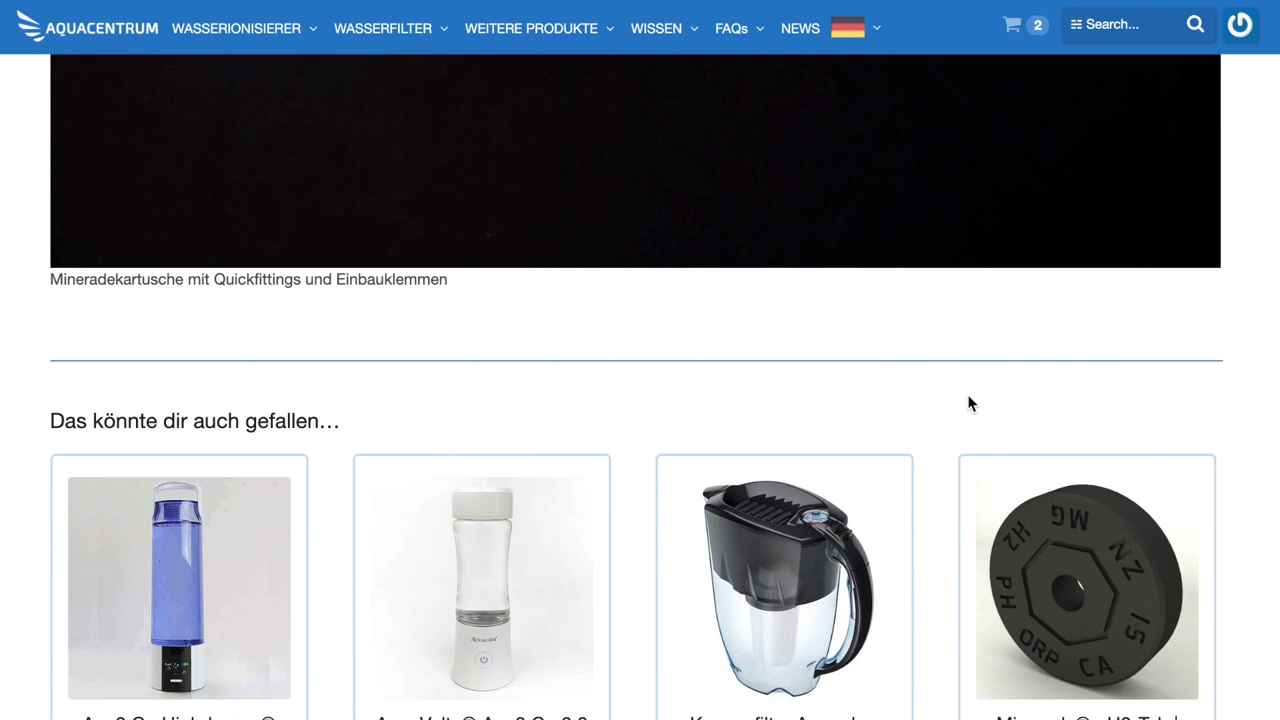 AQUACENTRUM WASSERIONISIERER WASSERFILTER WEITERE PRODUKTE WISSEN FAQs NEWS 2 Search...
Mineradekartusche mit Quickfittings und Einbauklemmen
Das könnte dir auch gefallen...
MG
ZN
SI
CA
ORP
PH
H2